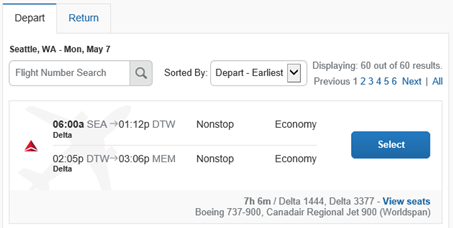 Depart Return
Seattle, WA - Mon, May 7
Flight Number Search Sorted By: Depart - Earliest Displaying: 60 out of 60 results.
Previous 1 2 3 4 5 6 Next | All
06:00a SEA→01:12p DTW Nonstop Economy
Delta
Select
02:05p DTW→03:06p MEM Nonstop Economy
Delta
7h 6m / Delta 1444, Delta 3377 - View seats
Boeing 737-900, Canadair Regional Jet 900 (Worldspan)